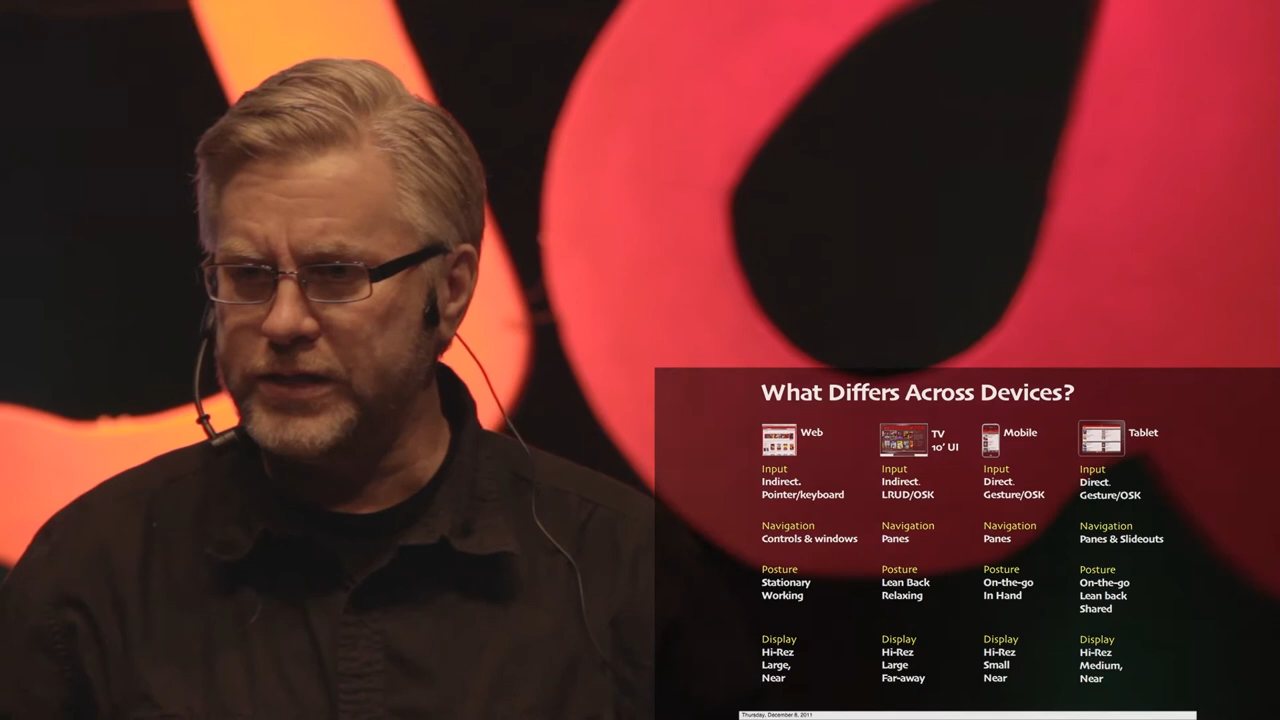 What Differs Across Devices?
Web
TV
10' UI
Mobile
Tablet
Input
Indirect.
Pointer/keyboard
Input
Indirect.
LRUD/OSK
Input
Direct.
Gesture/OSK
Input
Direct.
Gesture/OSK
Navigation
Controls & windows
Navigation
Panes
Navigation
Panes
Navigation
Panes & Slideouts
Posture
Stationary
Working
Posture
Lean Back
Relaxing
Posture
On-the-go
In Hand
Posture
On-the-go
Lean back
Shared
Display
Hi-Rez
Large,
Near
Display
Hi-Rez
Large
Far-away
Display
Hi-Rez
Small
Near
Display
Hi-Rez
Medium,
Near
Thursday, December 8, 2011